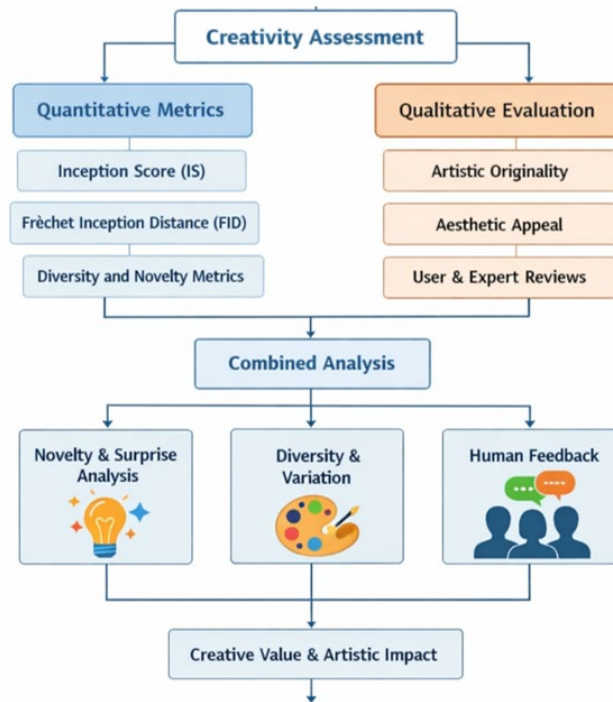 Creativity Assessment
Quantitative Metrics
Inception Score (IS)
Frèchet Inception Distance (FID)
Diversity and Novelty Metrics
Qualitative Evaluation
Artistic Originality
Aesthetic Appeal
User & Expert Reviews
Combined Analysis
Novelty & Surprise
Analysis
Diversity &
Variation
Human Feedback
Creative Value & Artistic Impact